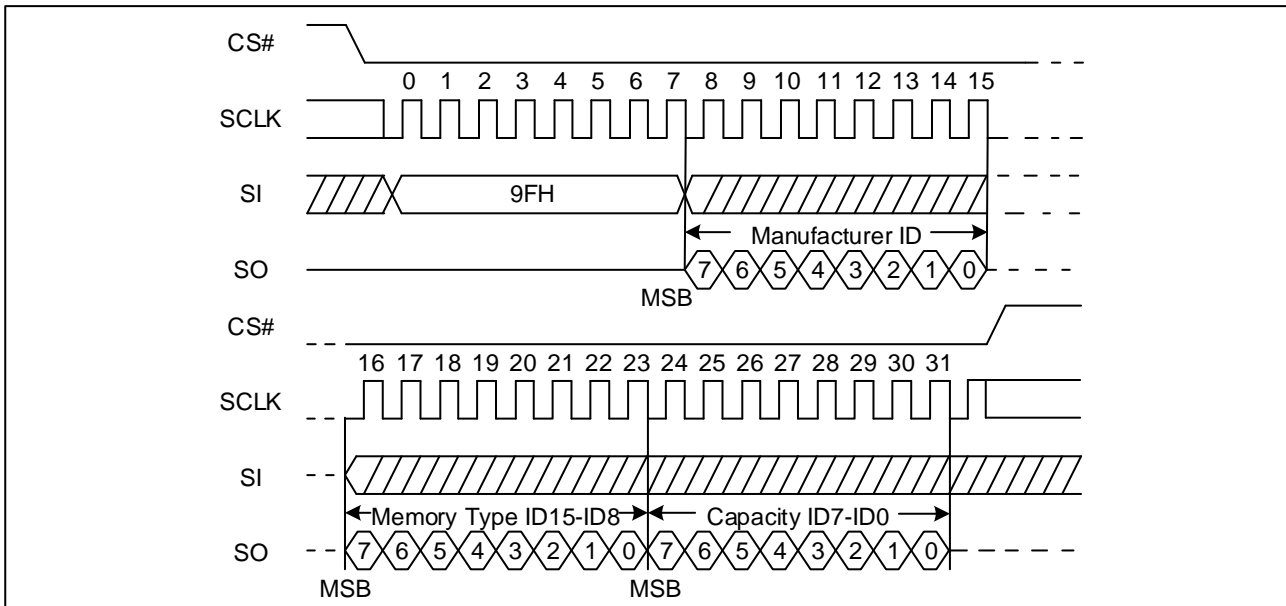 CS#
0 1 2 3 4 5 6 7 8 9 10 11 12 13 14 15
SCLK
SI 9FH
Manufacturer ID
SO 7 6 5 4 3 2 1 0
MSB
CS#
16 17 18 19 20 21 22 23 24 25 26 27 28 29 30 31
SCLK
SI
Memory Type ID15-ID8 Capacity ID7-ID0
SO 7 6 5 4 3 2 1 0 7 6 5 4 3 2 1 0
MSB MSB